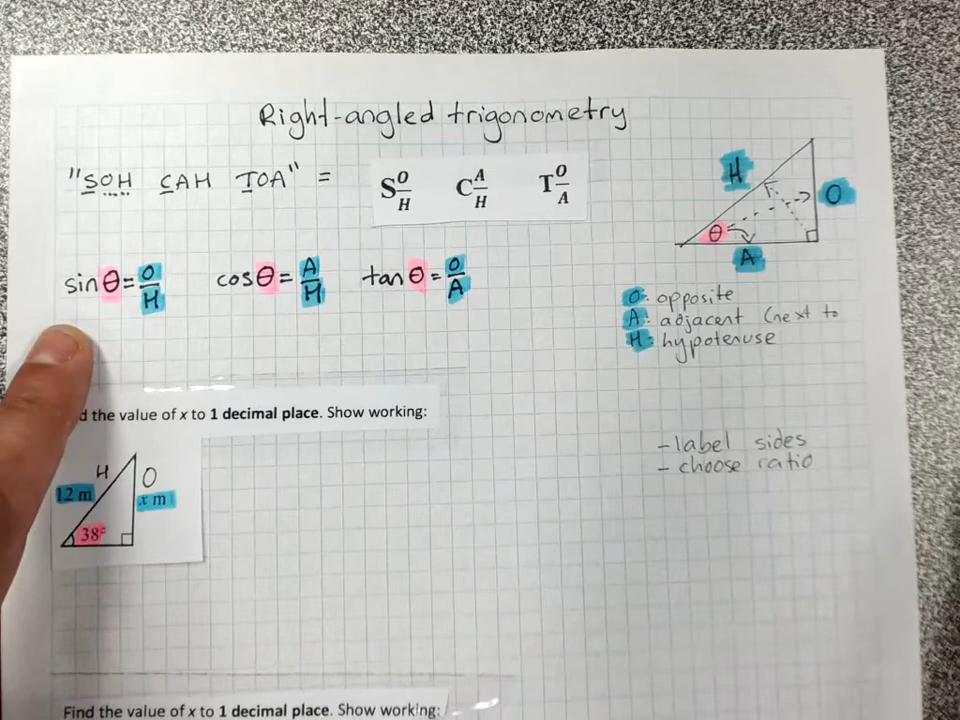 Right-angled trigonometry
"SOH CAH TOA" = S O/H C A/H T O/A
H
O
θ
A
sinθ = O/H cosθ = A/H tanθ = O/A
O: opposite
A: adjacent (next to
H: hypotenuse
d the value of x to 1 decimal place. Show working:
- label sides
- choose ratio
H O
12 m x m
38°
Find the value of x to 1 decimal place. Show working: